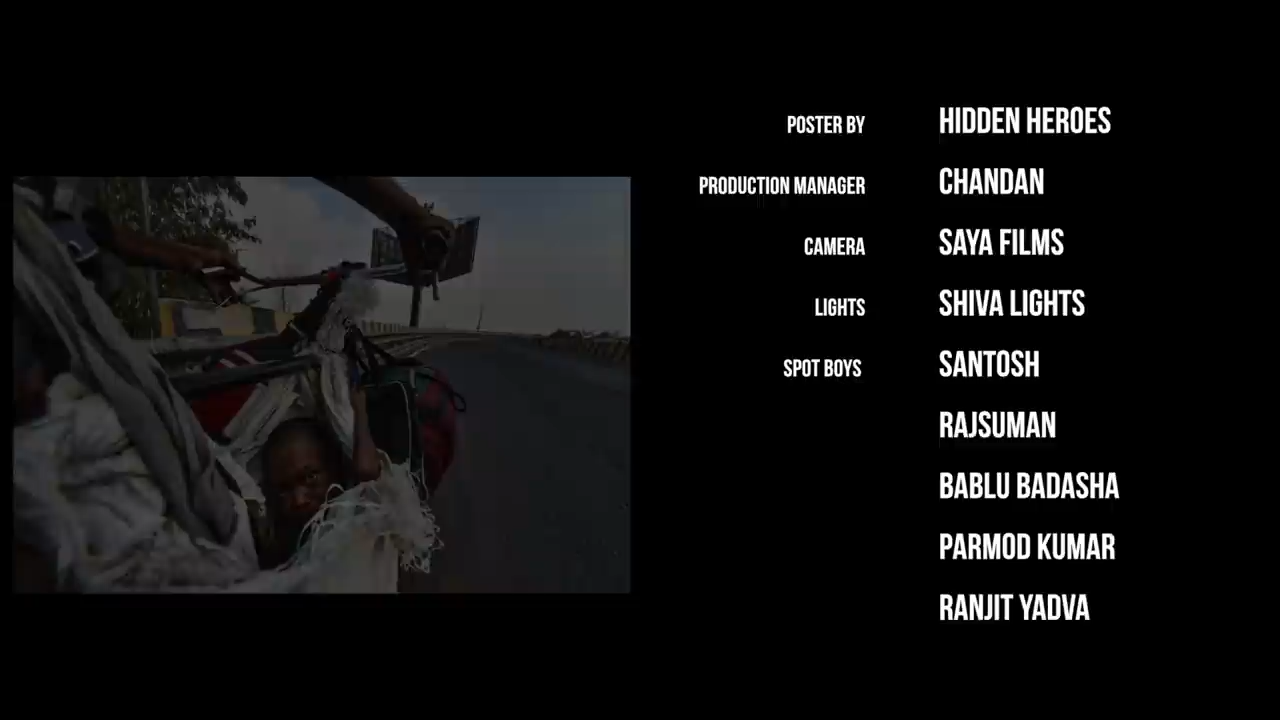 POSTER BY HIDDEN HEROES
PRODUCTION MANAGER CHANDAN
CAMERA SAYA FILMS
LIGHTS SHIVA LIGHTS
SPOT BOYS SANTOSH
RAJSUMAN
BABLU BADASHA
PARMOD KUMAR
RANJIT YADVA